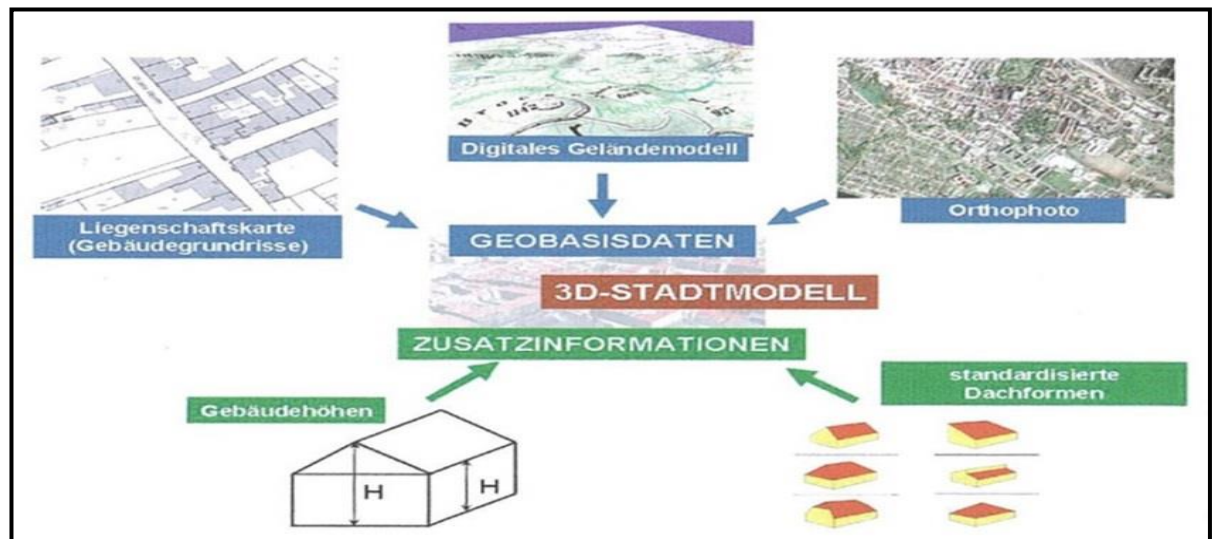 Digitales Geländemodell
Liegenschaftskarte
(Gebäudegrundrisse)
Orthophoto
GEOBASISDATEN
3D-STADTMODELL
ZUSATZINFORMATIONEN
Gebäudehöhen
standardisierte
Dachformen
H
H